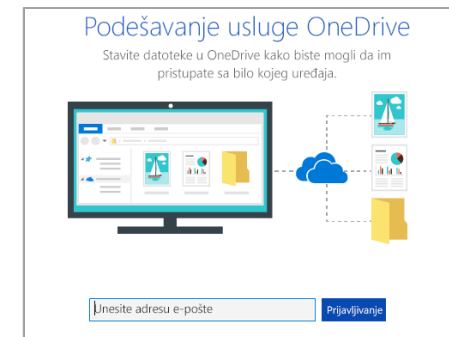 Podešavanje usluge OneDrive
Stavite datoteke u OneDrive kako biste mogli da im
pristupate sa bilo kojeg uređaja.
Unesite adresu e-pošte
Prijavljivanje